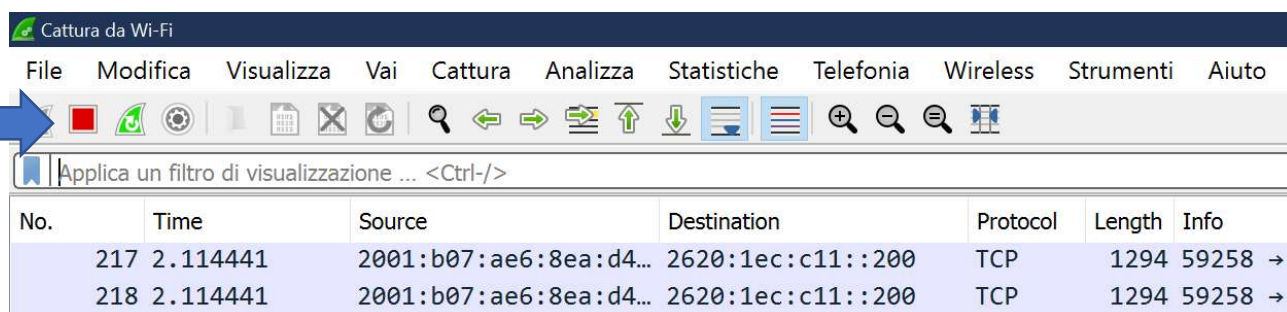 Cattura da Wi-Fi
File Modifica Visualizza Vai Cattura Analizza Statistiche Telefonia Wireless Strumenti Aiuto
Applica un filtro di visualizzazione … <Ctrl-/>
No. Time Source Destination Protocol Length Info
217 2.114441 2001:b07:ae6:8ea:d4… 2620:1ec:c11::200 TCP 1294 59258 →
218 2.114441 2001:b07:ae6:8ea:d4… 2620:1ec:c11::200 TCP 1294 59258 →